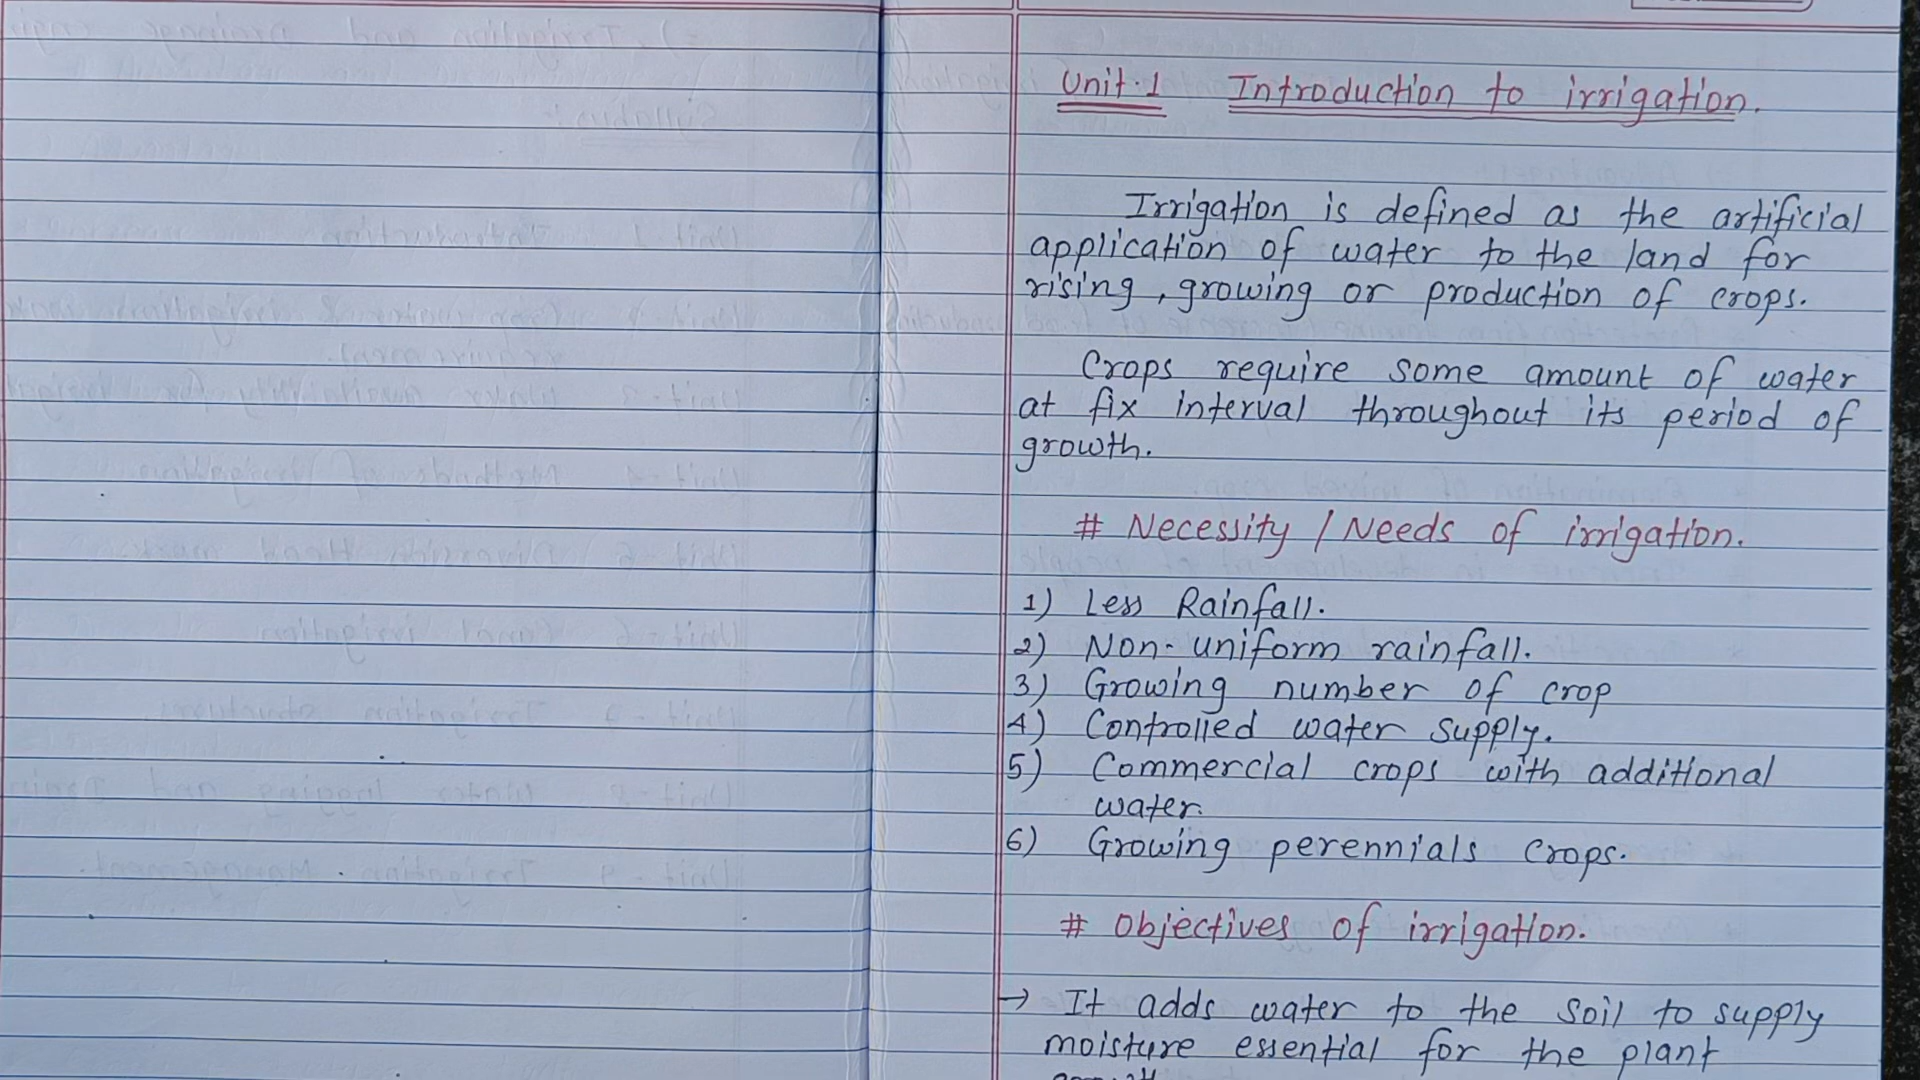 Unit-1 Introduction to irrigation.
Irrigation is defined as the artificial
application of water to the land for
rising, growing or production of crops.
Crops require some amount of water
at fix interval throughout its period of
growth.
# Necessity / Needs of irrigation.
1) Less Rainfall.
2) Non-uniform rainfall.
3) Growing number of crop
4) Controlled water supply.
5) Commercial crops with additional
water.
6) Growing perennials crops.
# Objectives of irrigation.
→ It adds water to the soil to supply
moisture essential for the plant